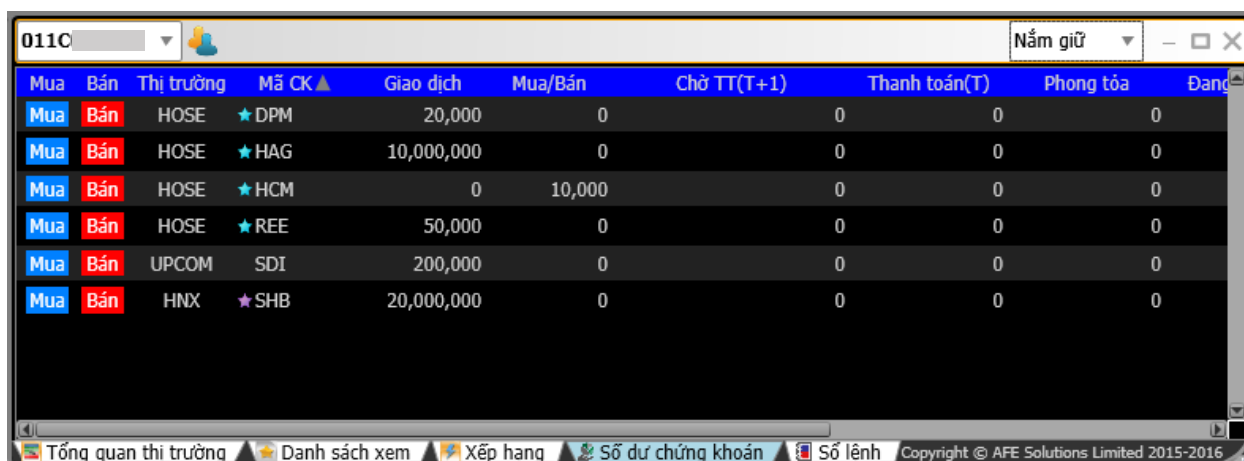 011C Nắm giữ
Mua Bán Thị trường Mã CK Giao dịch Mua/Bán Chờ TT(T+1) Thanh toán(T) Phong tỏa Đang
Mua Bán HOSE DPM 20,000 0 0 0 0
Mua Bán HOSE HAG 10,000,000 0 0 0 0
Mua Bán HOSE HCM 0 10,000 0 0 0
Mua Bán HOSE REE 50,000 0 0 0 0
Mua Bán UPCOM SDI 200,000 0 0 0 0
Mua Bán HNX SHB 20,000,000 0 0 0 0
Tổng quan thị trường Danh sách xem Xếp hạng Số dư chứng khoán Sổ lệnh Copyright © AFE Solutions Limited 2015-2016